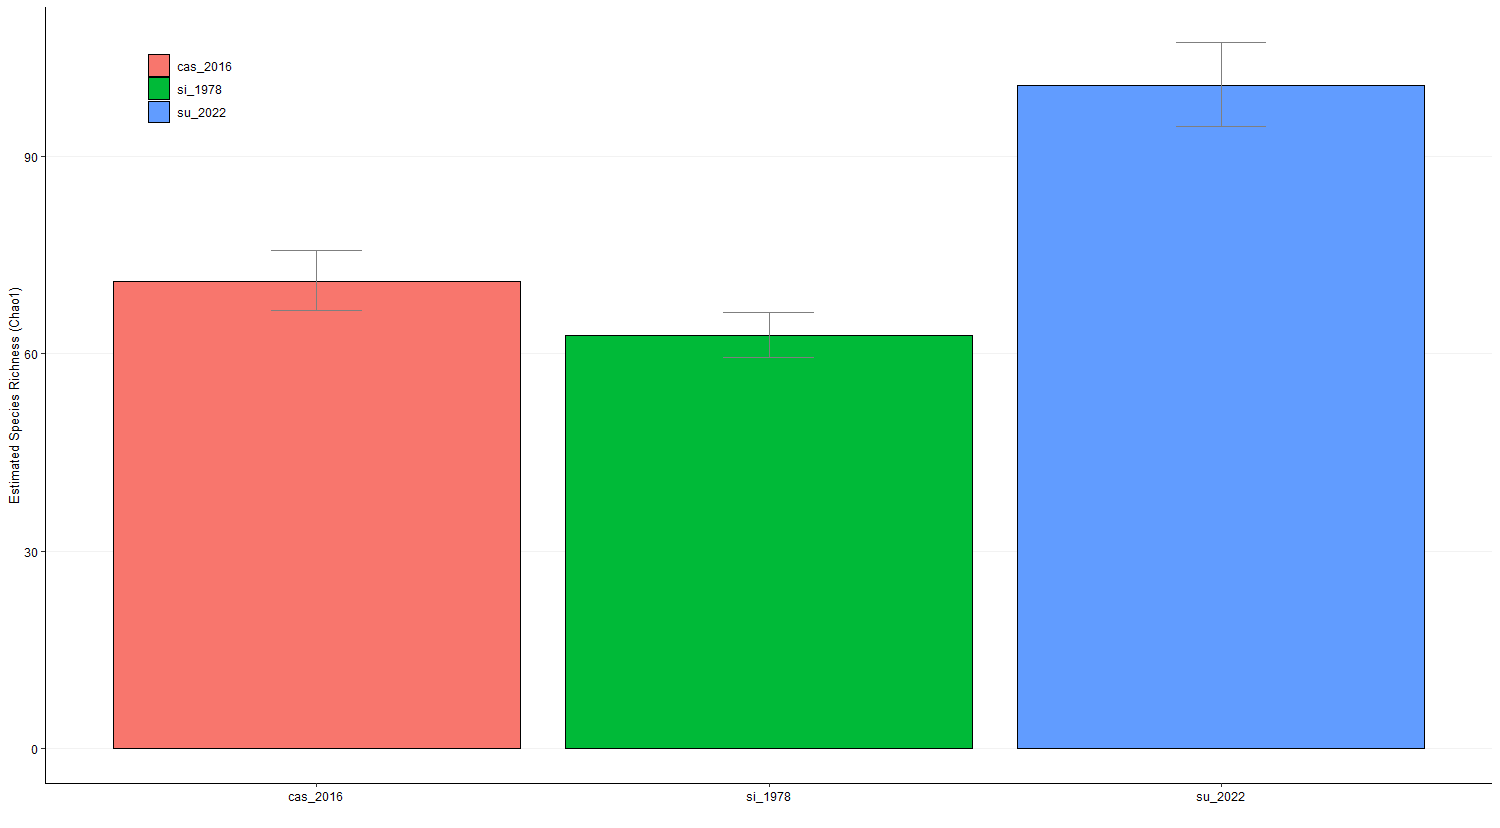 cas_2016
si_1978
su_2022
Estimated Species Richness (Chao1)
90
60
30
0
cas_2016
si_1978
su_2022